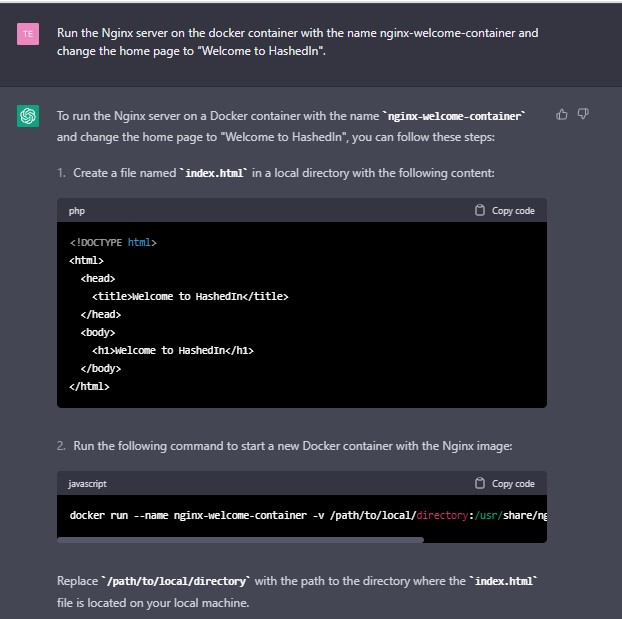 TE
Run the Nginx server on the docker container with the name nginx-welcome-container and
change the home page to "Welcome to HashedIn".
To run the Nginx server on a Docker container with the name `nginx-welcome-container`
and change the home page to "Welcome to HashedIn", you can follow these steps:
1. Create a file named `index.html` in a local directory with the following content:
php Copy code
<!DOCTYPE html>
<html>
  <head>
    <title>Welcome to HashedIn</title>
  </head>
  <body>
    <h1>Welcome to HashedIn</h1>
  </body>
</html>
2. Run the following command to start a new Docker container with the Nginx image:
javascript Copy code
docker run --name nginx-welcome-container -v /path/to/local/directory:/usr/share/ng
Replace `/path/to/local/directory` with the path to the directory where the `index.html`
file is located on your local machine.